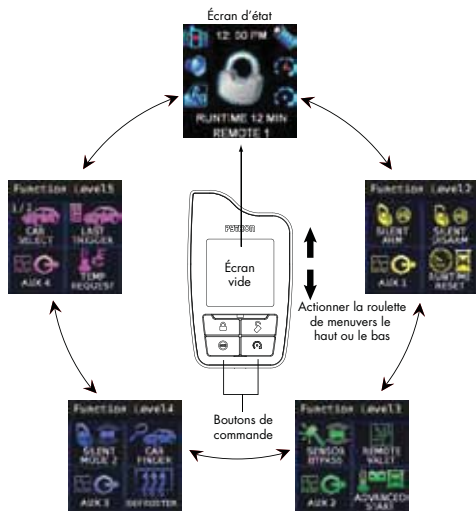 Écran d’état
12: 00 PM
RUNTIME 12 MIN
REMOTE 1
Function Level5
1/2
CAR
SELECT
LAST
TRIGGER
AUX 4
TEMP
REQUEST
Function Level2
SILENT
ARM
SILENT
DISARM
AUX 1
RUNTIME
RESET
PYTHON
Écran
vide
Actionner la roulette
de menuvers le
haut ou le bas
Boutons de
commande
Function Level4
SILENT
MODE 2
CAR
FINDER
AUX 3
DEFROSTER
Function Level3
SENSOR
BYPASS
REMOTE
VALET
AUX 2
ADVANCED
START